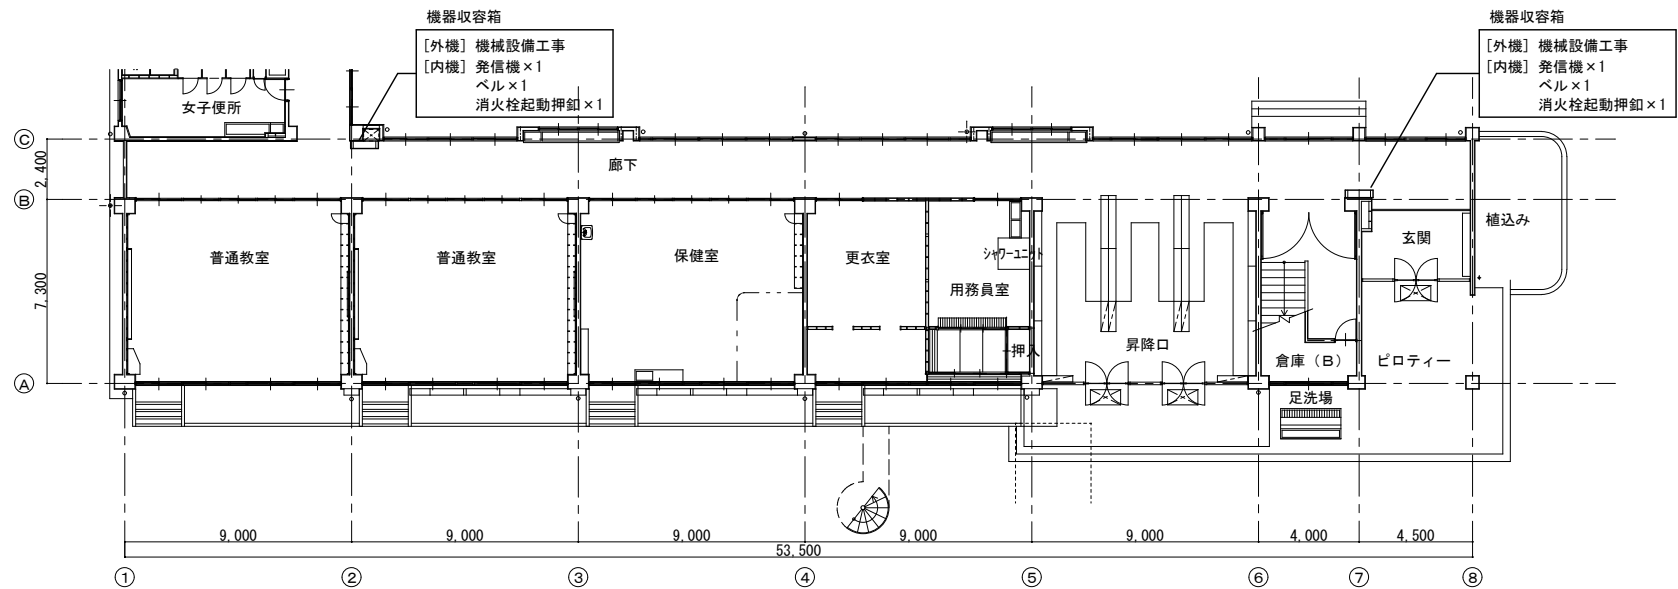 機器収容箱
[外機] 機械設備工事
[内機] 発信機×1
ベル×1
消火栓起動押釦×1
機器収容箱
[外機] 機械設備工事
[内機] 発信機×1
ベル×1
消火栓起動押釦×1
女子便所
Ⓒ
2,400
廊下
Ⓑ
7,300
普通教室
普通教室
保健室
更衣室
シャワーユニット
用務員室
押入
昇降口
倉庫（B）
玄関
植込み
ピロティー
Ⓐ
足洗場
9,000
9,000
9,000
9,000
9,000
4,000
4,500
53,500
①
②
③
④
⑤
⑥
⑦
⑧